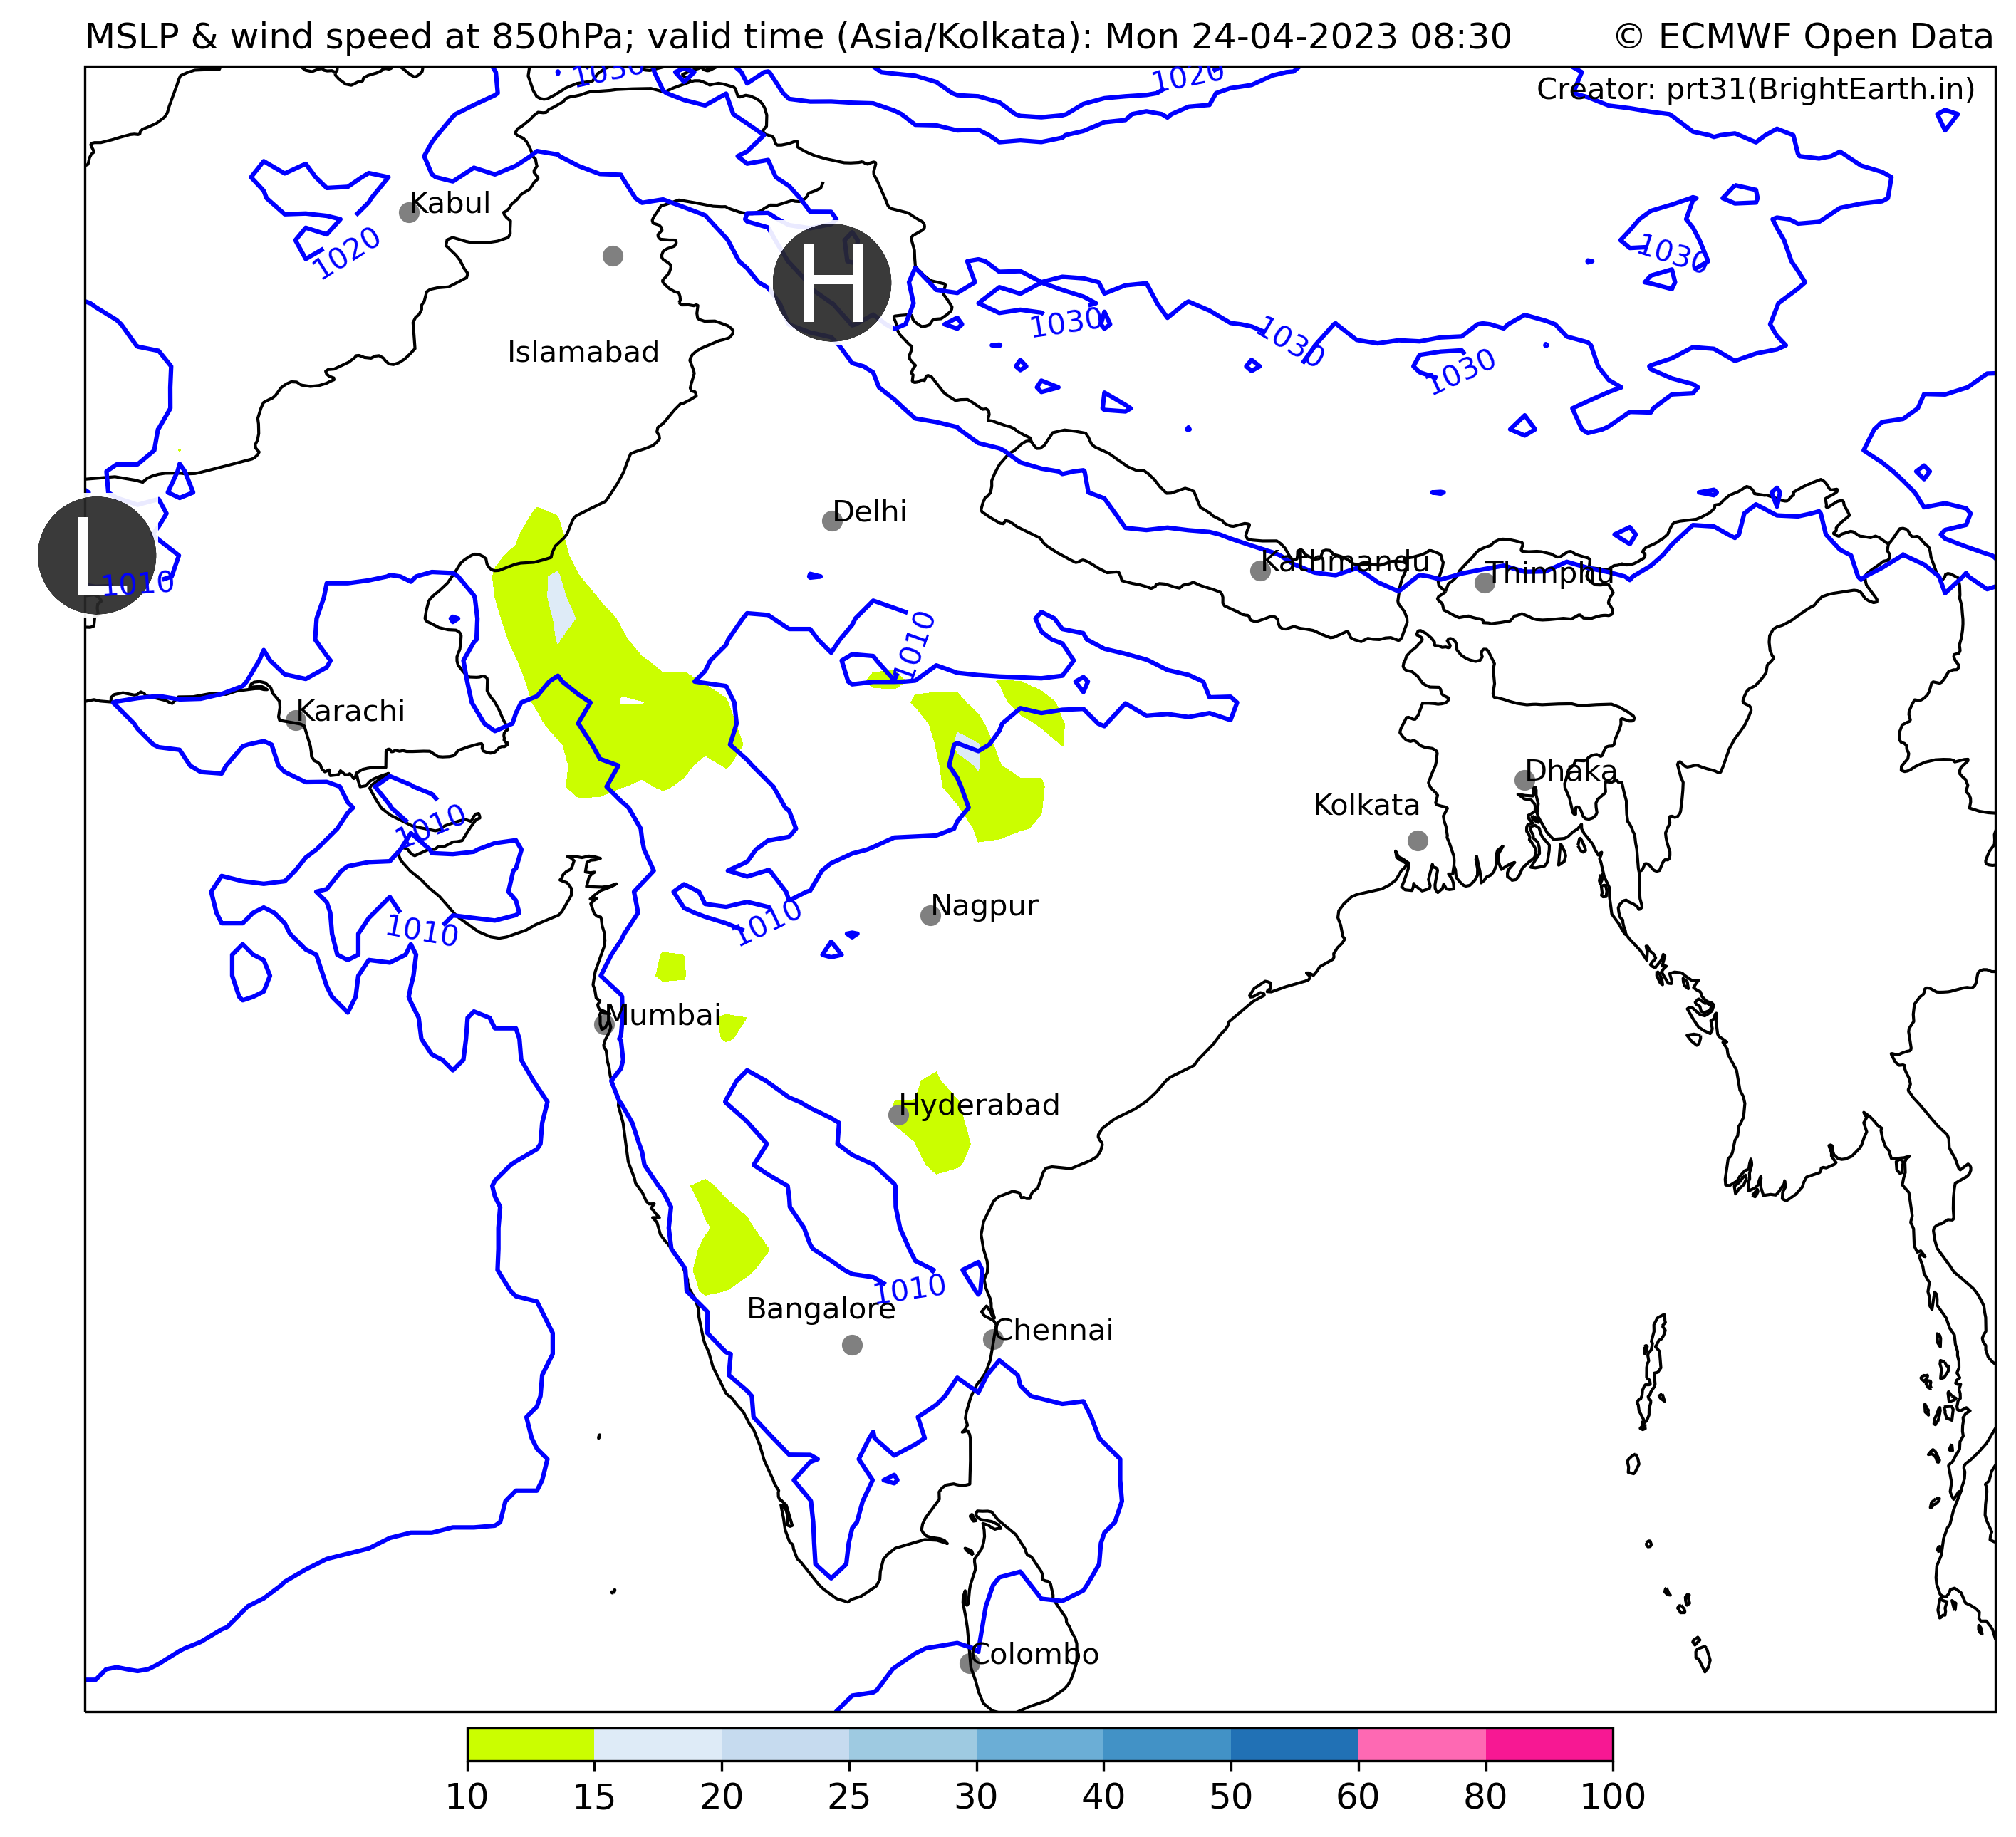 MSLP & wind speed at 850hPa; valid time (Asia/Kolkata): Mon 24-04-2023 08:30 © ECMWF Open Data
1030
1020
Creator: prt31(BrightEarth.in)
Kabul
1020
1030
H
1030
1030
1030
Islamabad
Delhi
L
1010
Kathmandu
Thimphu
1010
Karachi
Dhaka
Kolkata
1010
Nagpur
1010
1010
Mumbai
Hyderabad
1010
Bangalore
Chennai
Colombo
10 15 20 25 30 40 50 60 80 100